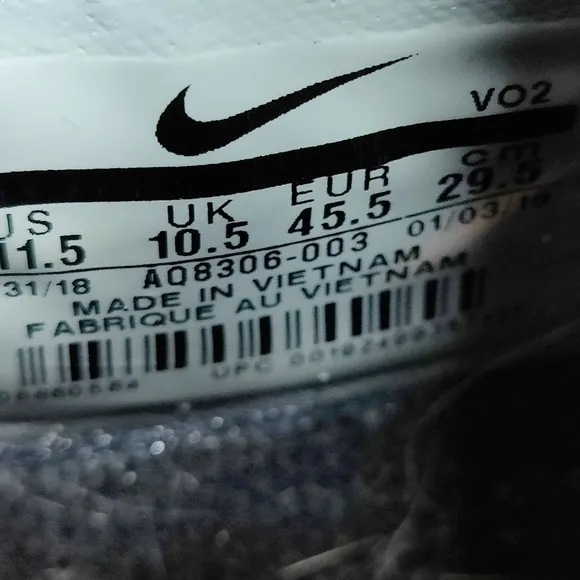 VO2
US UK EUR cm
11.5 10.5 45.5 29.5
31/18 AQ8306-003 01/03/19
MADE IN VIETNAM
FABRIQUE AU VIETNAM
UPC